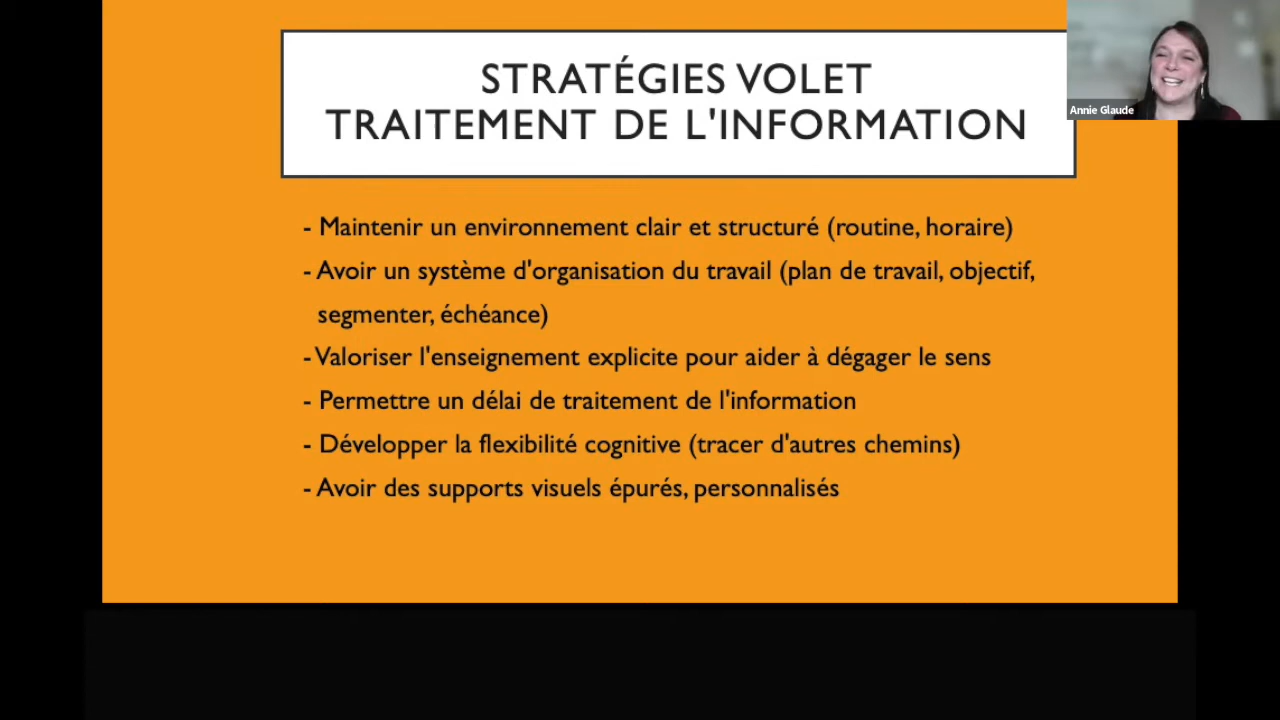 STRATÉGIES VOLET
TRAITEMENT DE L'INFORMATION
Annie Glaude
- Maintenir un environnement clair et structuré (routine, horaire)
- Avoir un système d'organisation du travail (plan de travail, objectif,
segmenter, échéance)
- Valoriser l'enseignement explicite pour aider à dégager le sens
- Permettre un délai de traitement de l'information
- Développer la flexibilité cognitive (tracer d'autres chemins)
- Avoir des supports visuels épurés, personnalisés